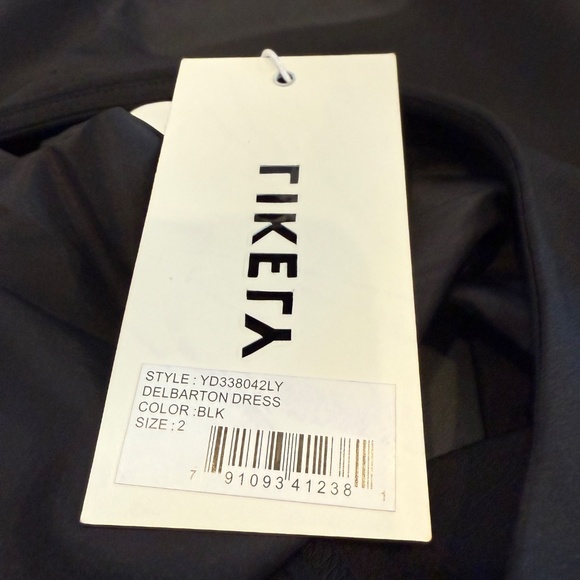 LIKELY
STYLE : YD338042LY
DELBARTON DRESS
COLOR :BLK
SIZE : 2
7 91093 41238 1